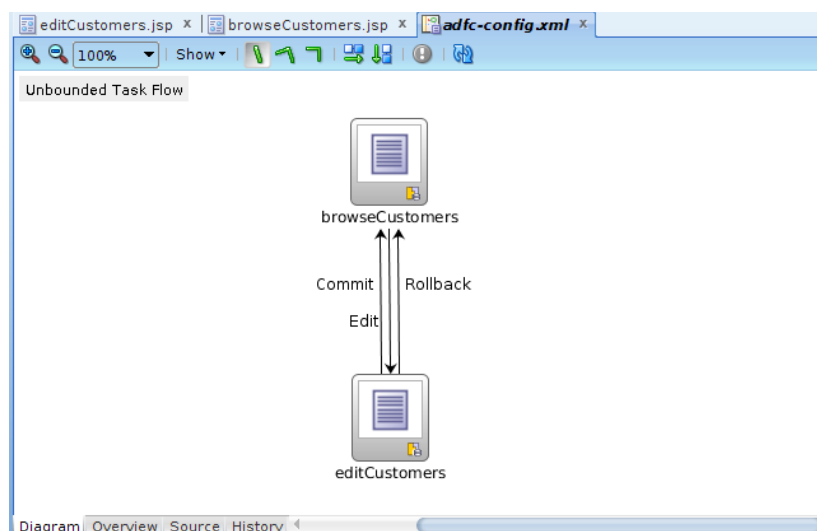 editCustomers.jsp x browseCustomers.jsp x adfc-config.xml x
100% Show
Unbounded Task Flow
browseCustomers
Commit Rollback
Edit
editCustomers
Diagram Overview Source History